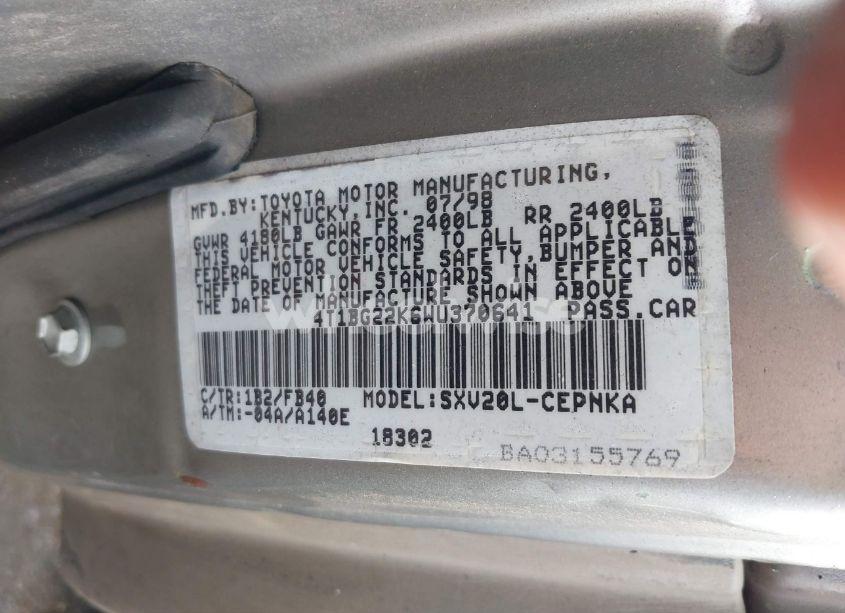 MFD.BY:TOYOTA MOTOR MANUFACTURING,
KENTUCKY,INC. 07/98
GVWR 4180LB GAWR FR 2400LB RR 2400LB
THIS VEHICLE CONFORMS TO ALL APPLICABLE
FEDERAL MOTOR VEHICLE SAFETY,BUMPER AND
THEFT PREVENTION STANDARDS IN EFFECT ON
THE DATE OF MANUFACTURE SHOWN ABOVE
4T1BG22K6WU370641 PASS.CAR
C/TR:1B2/FB40 MODEL:SXV20L-CEPNKA
A/TM:-04A/A140E
18302
BA03155769